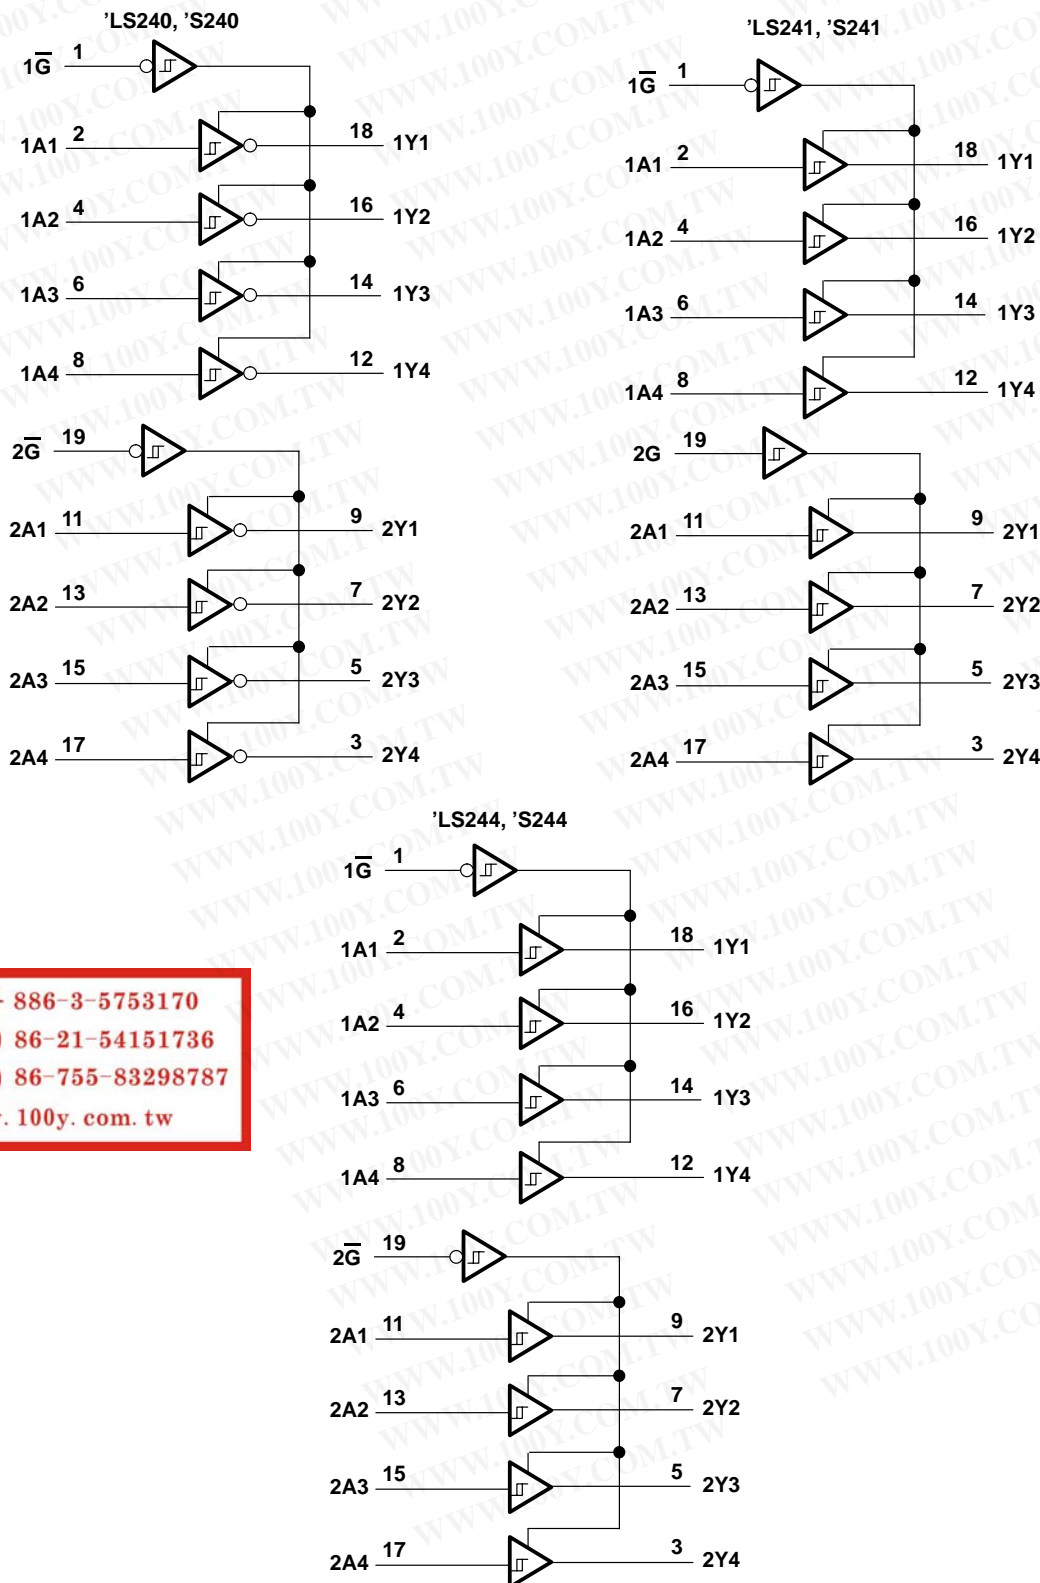 'LS240, 'S240
1G 1
1A1 2 18 1Y1
1A2 4 16 1Y2
1A3 6 14 1Y3
1A4 8 12 1Y4
2G 19
2A1 11 9 2Y1
2A2 13 7 2Y2
2A3 15 5 2Y3
2A4 17 3 2Y4
'LS241, 'S241
1G 1
1A1 2 18 1Y1
1A2 4 16 1Y2
1A3 6 14 1Y3
1A4 8 12 1Y4
2G 19
2A1 11 9 2Y1
2A2 13 7 2Y2
2A3 15 5 2Y3
2A4 17 3 2Y4
'LS244, 'S244
1G 1
1A1 2 18 1Y1
1A2 4 16 1Y2
1A3 6 14 1Y3
1A4 8 12 1Y4
2G 19
2A1 11 9 2Y1
2A2 13 7 2Y2
2A3 15 5 2Y3
2A4 17 3 2Y4
886-3-5753170
) 86-21-54151736
) 86-755-83298787
. 100y. com. tw
WWW.100Y.COM.TW